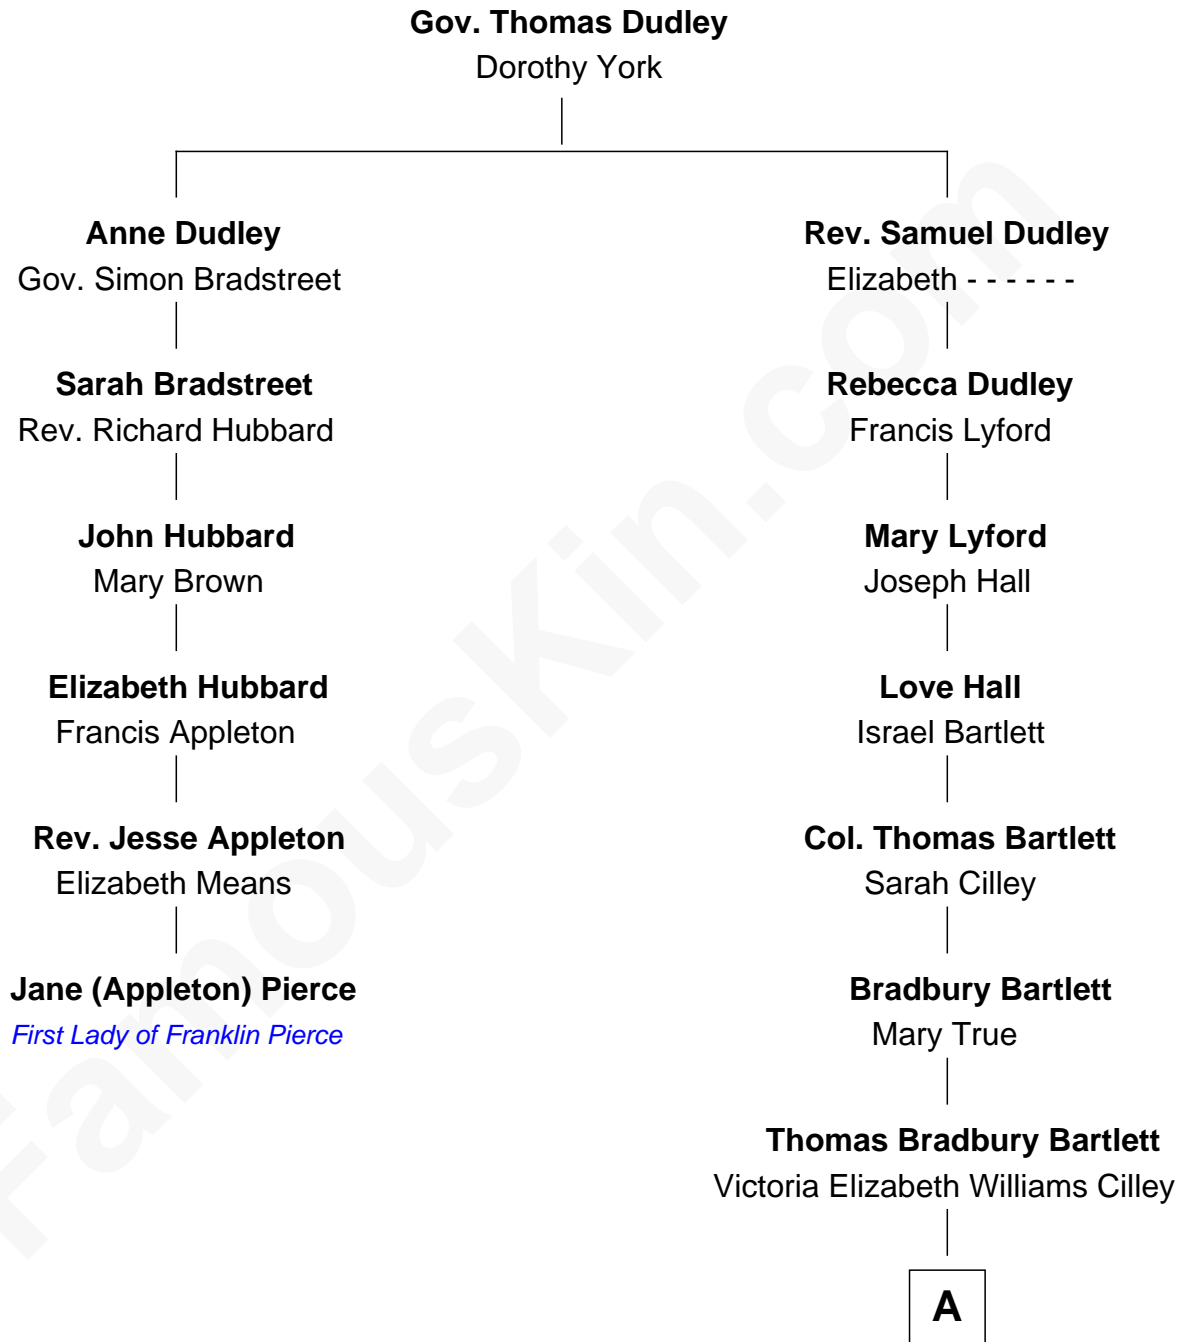 Gov. Thomas Dudley
Dorothy York
Anne Dudley
Gov. Simon Bradstreet
Sarah Bradstreet
Rev. Richard Hubbard
John Hubbard
Mary Brown
Elizabeth Hubbard
Francis Appleton
Rev. Jesse Appleton
Elizabeth Means
Jane (Appleton) Pierce
First Lady of Franklin Pierce
Rev. Samuel Dudley
Elizabeth - - - - - -
Rebecca Dudley
Francis Lyford
Mary Lyford
Joseph Hall
Love Hall
Israel Bartlett
Col. Thomas Bartlett
Sarah Cilley
Bradbury Bartlett
Mary True
Thomas Bradbury Bartlett
Victoria Elizabeth Williams Cilley
A
FamousKin.com